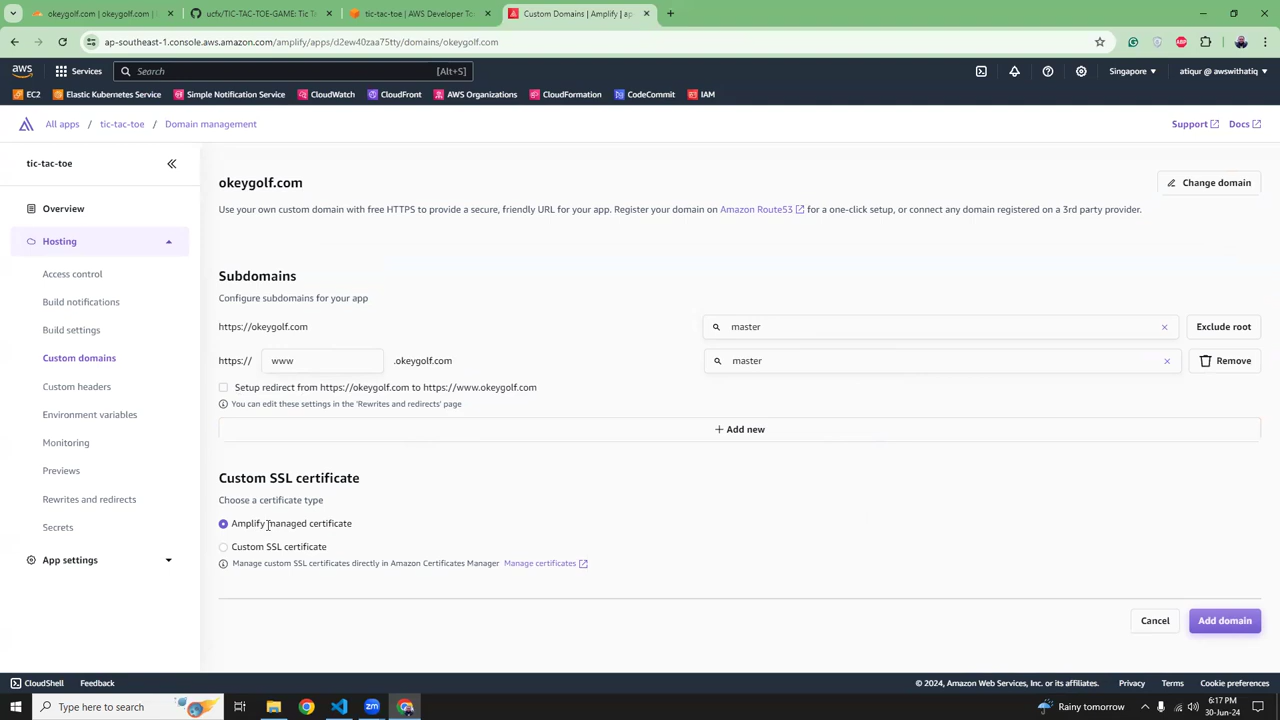 okeygolf.com | okeygolf.com | C
ucfx/TIC-TAC-TOE-GAME: Tic Ta
tic-tac-toe | AWS Developer To
Custom Domains | Amplify | ap
ap-southeast-1.console.aws.amazon.com/amplify/apps/d2ew40zaa75tty/domains/okeygolf.com
aws
Services
Search
[Alt+S]
Singapore
atiqur @ awswithatiq
EC2
Elastic Kubernetes Service
Simple Notification Service
CloudWatch
CloudFront
AWS Organizations
CloudFormation
CodeCommit
IAM
All apps / tic-tac-toe / Domain management
Support
Docs
tic-tac-toe
Overview
Hosting
Access control
Build notifications
Build settings
Custom domains
Custom headers
Environment variables
Monitoring
Previews
Rewrites and redirects
Secrets
App settings
okeygolf.com
Change domain
Use your own custom domain with free HTTPS to provide a secure, friendly URL for your app. Register your domain on Amazon Route53 for a one-click setup, or connect any domain registered on a 3rd party provider.
Subdomains
Configure subdomains for your app
https://okeygolf.com
master
Exclude root
https:// www .okeygolf.com
master
Remove
Setup redirect from https://okeygolf.com to https://www.okeygolf.com
You can edit these settings in the 'Rewrites and redirects' page
+ Add new
Custom SSL certificate
Choose a certificate type
Amplify managed certificate
Custom SSL certificate
Manage custom SSL certificates directly in Amazon Certificates Manager Manage certificates
Cancel
Add domain
CloudShell
Feedback
© 2024, Amazon Web Services, Inc. or its affiliates.
Privacy
Terms
Cookie preferences
Type here to search
Rainy tomorrow
6:17 PM
30-Jun-24